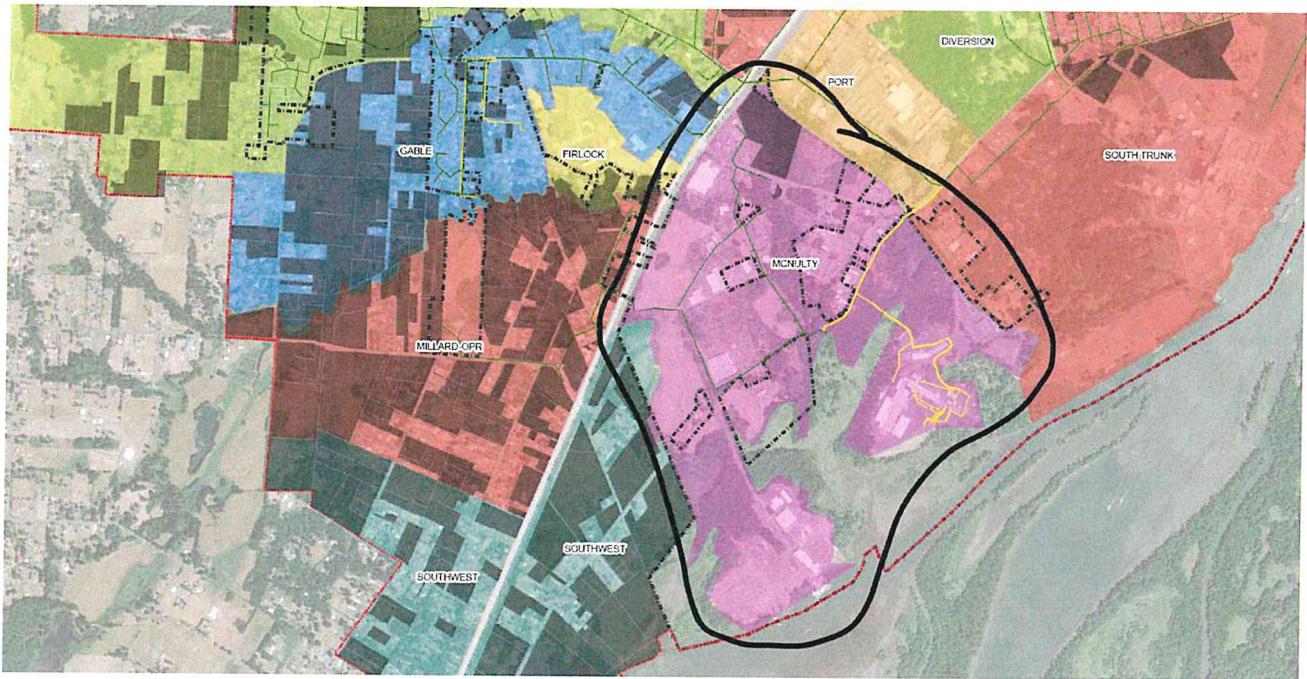 DIVERSION
PORT
GABLE
FIRLOCK
SOUTH TRUNK
MCNULTY
MILLARD-OPR
SOUTHWEST
SOUTHWEST